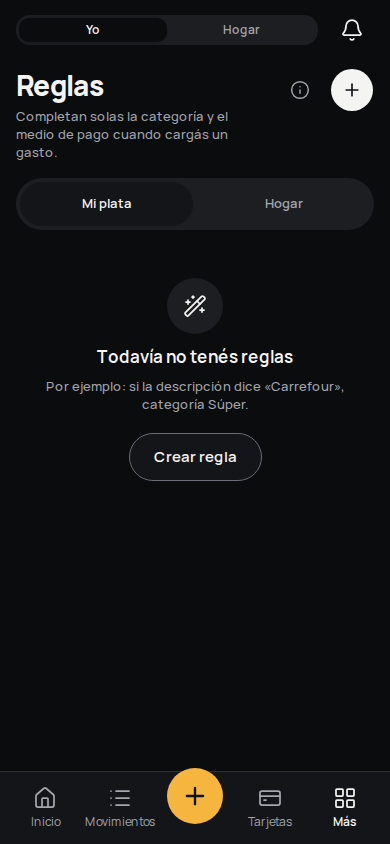 Yo
Hogar
Reglas
Completan solas la categoría y el
medio de pago cuando cargás un
gasto.
Mi plata
Hogar
Todavía no tenés reglas
Por ejemplo: si la descripción dice «Carrefour»,
categoría Súper.
Crear regla
Inicio
Movimientos
Tarjetas
Más